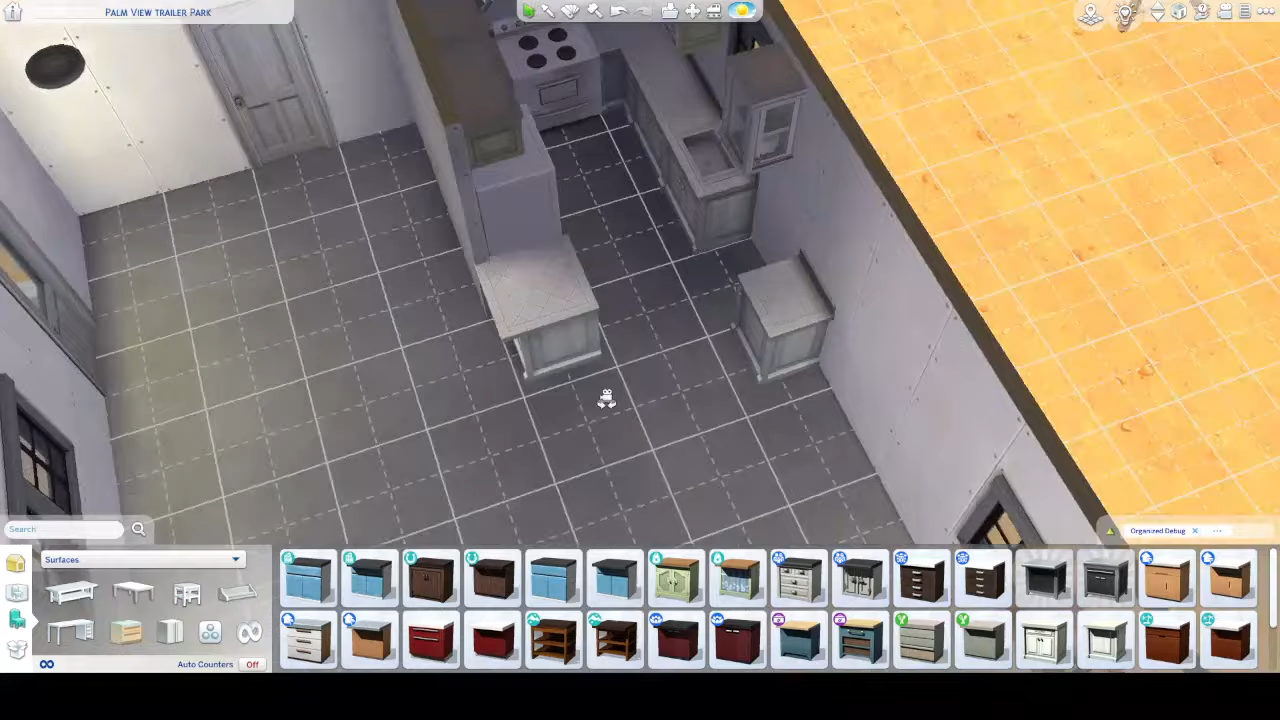 PALM VIEW TRAILER PARK
Search
Organized Debug
Surfaces
Auto Counters
Off